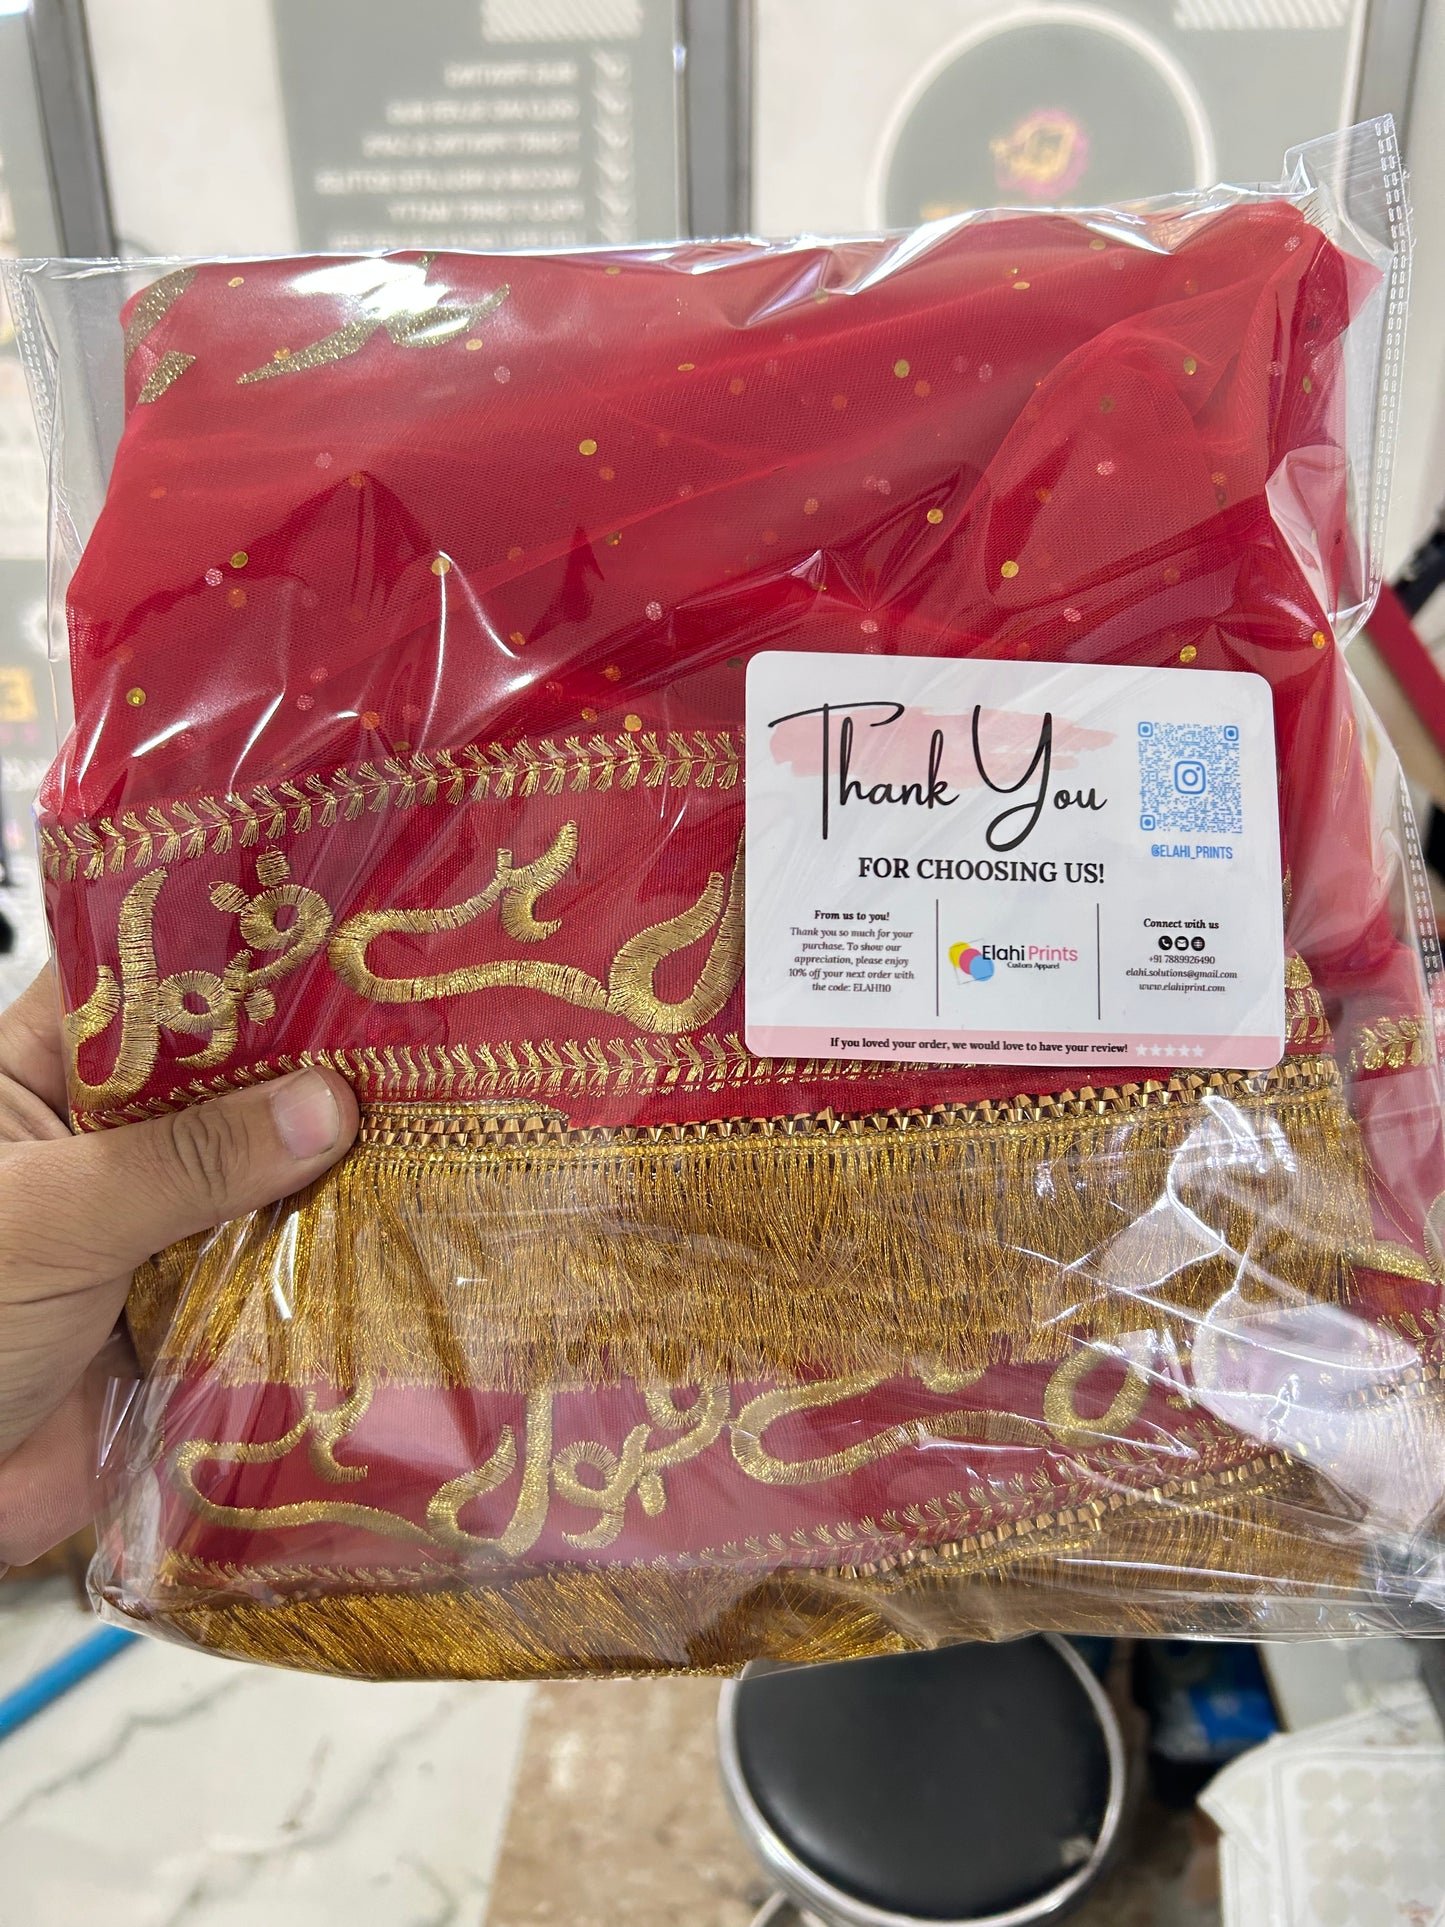 Thank You
FOR CHOOSING US!
@ELAHI_PRINTS
From us to you!
Thank you so much for your
purchase. To show our
appreciation, please enjoy
10% off your next order with
the code: ELAHI10
Elahi Prints
Custom Apparel
Connect with us
+91 7889926490
elahi.solutions@gmail.com
www.elahiprint.com
If you loved your order, we would love to have your review!
قبول ہے
قبول ہے